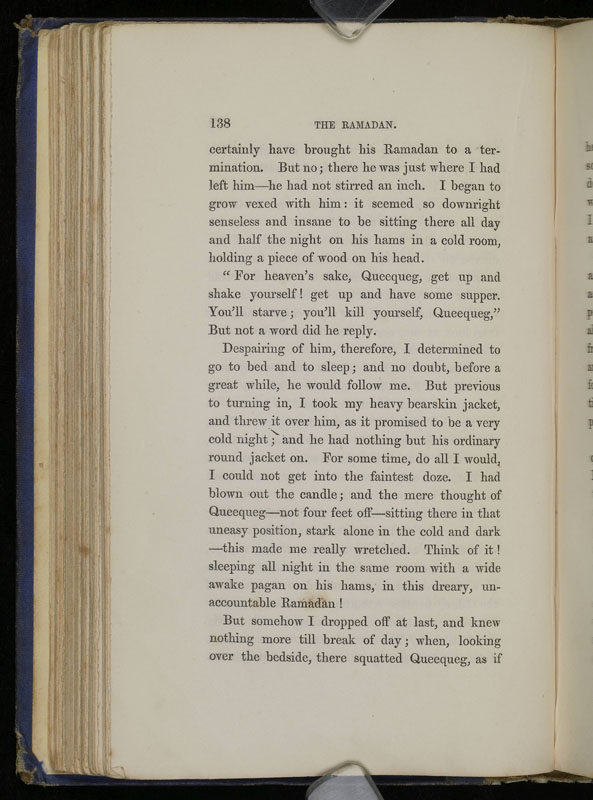 138 THE RAMADAN.
certainly have brought his Ramadan to a ter-
mination. But no; there he was just where I had
left him—he had not stirred an inch. I began to
grow vexed with him: it seemed so downright
senseless and insane to be sitting there all day
and half the night on his hams in a cold room,
holding a piece of wood on his head.
“For heaven’s sake, Queequeg, get up and
shake yourself! get up and have some supper.
You’ll starve; you’ll kill yourself, Queequeg,”
But not a word did he reply.
Despairing of him, therefore, I determined to
go to bed and to sleep; and no doubt, before a
great while, he would follow me. But previous
to turning in, I took my heavy bearskin jacket,
and threw it over him, as it promised to be a very
cold night; and he had nothing but his ordinary
round jacket on. For some time, do all I would,
I could not get into the faintest doze. I had
blown out the candle; and the mere thought of
Queequeg—not four feet off—sitting there in that
uneasy position, stark alone in the cold and dark
—this made me really wretched. Think of it!
sleeping all night in the same room with a wide
awake pagan on his hams, in this dreary, un-
accountable Ramadan!
But somehow I dropped off at last, and knew
nothing more till break of day; when, looking
over the bedside, there squatted Queequeg, as if